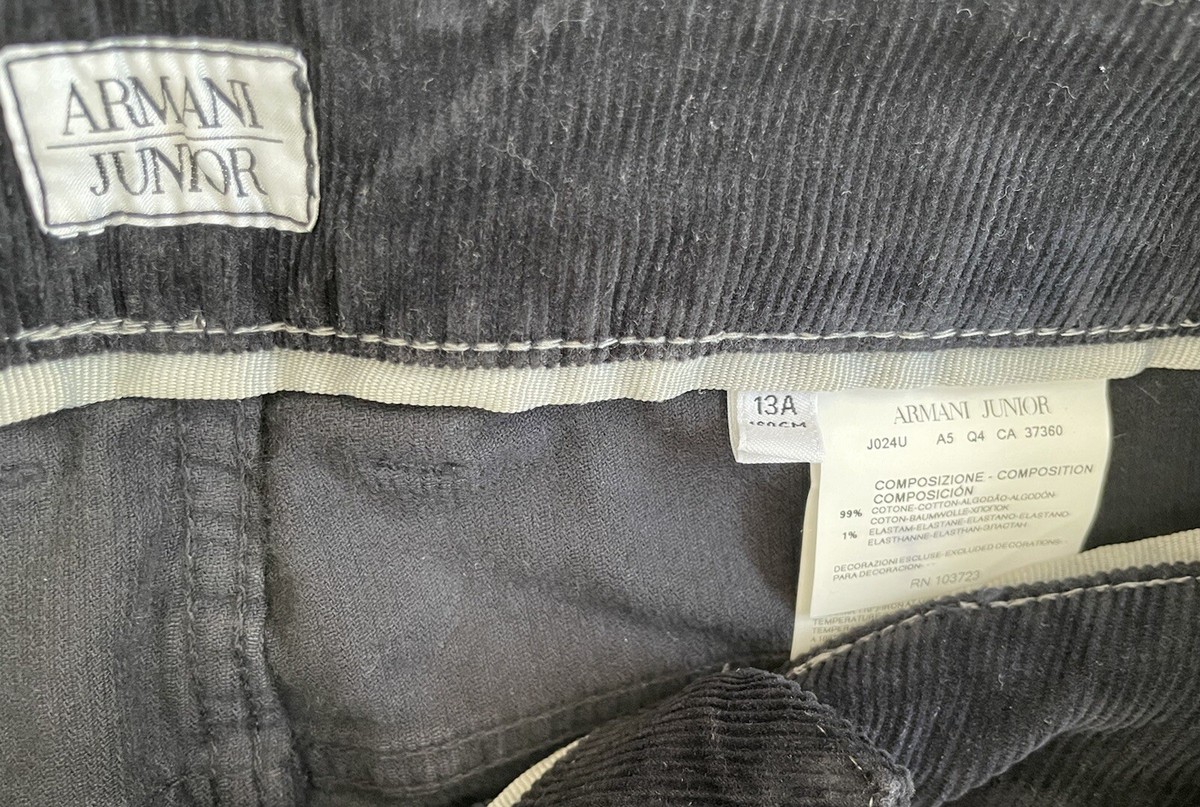 ARMANI
JUNIOR
13A
ARMANI JUNIOR
J024U A5 Q4 CA 37360
COMPOSIZIONE - COMPOSITION
COMPOSICIÓN
99% COTONE-COTTON-ALGODÃO-ALGODÓN-
COTON-BAUMWOLLE-ХЛОПОК
1% ELASTAM-ELASTANE-ELASTANO-ELASTANO-
ELASTHANNE-ELASTHAN-ЭЛАСТАН
DECORAZIONI ESCLUSE-EXCLUDED DECORATIONS-
PARA DECORACION
RN 103723
TEMPERATURE